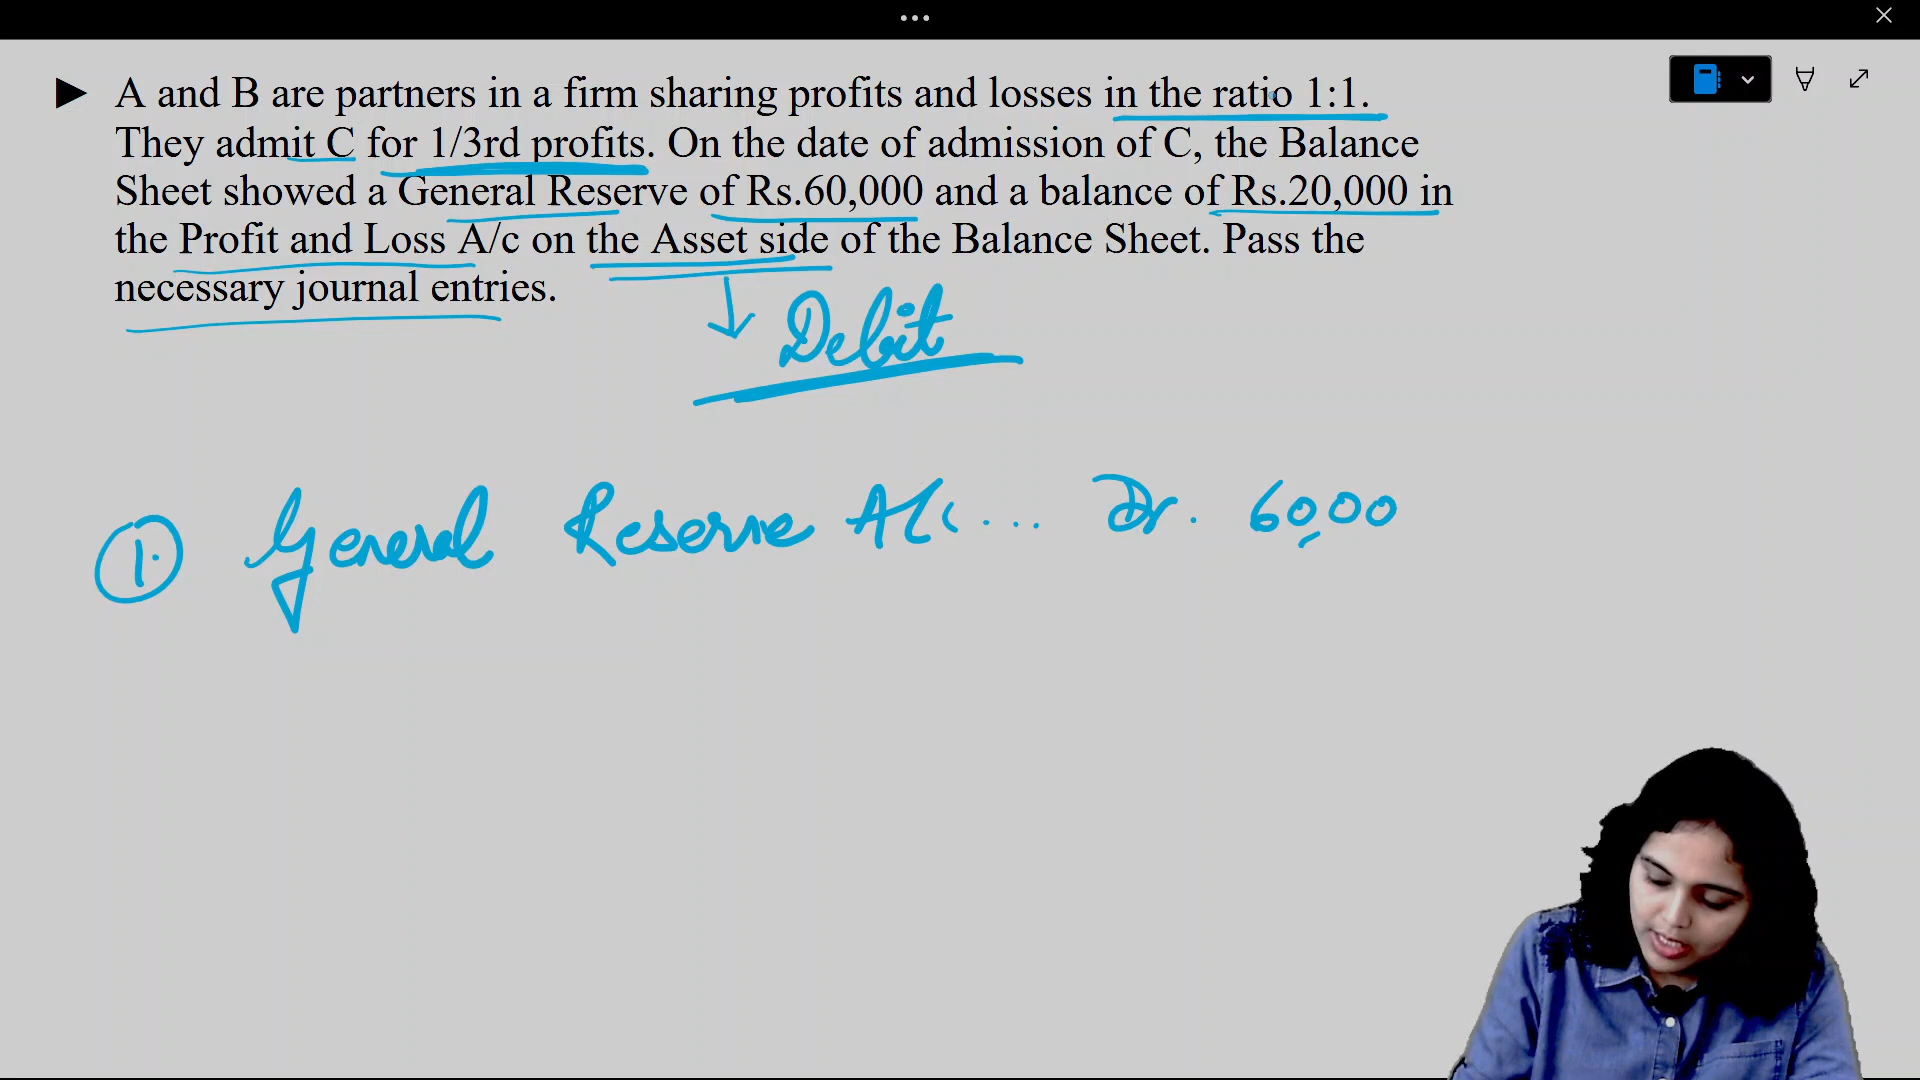 ▶ A and B are partners in a firm sharing profits and losses in the ratio 1:1.
They admit C for 1/3rd profits. On the date of admission of C, the Balance
Sheet showed a General Reserve of Rs.60,000 and a balance of Rs.20,000 in
the Profit and Loss A/c on the Asset side of the Balance Sheet. Pass the
necessary journal entries.
Debit
1. General Reserve A/c ... Dr. 60,00